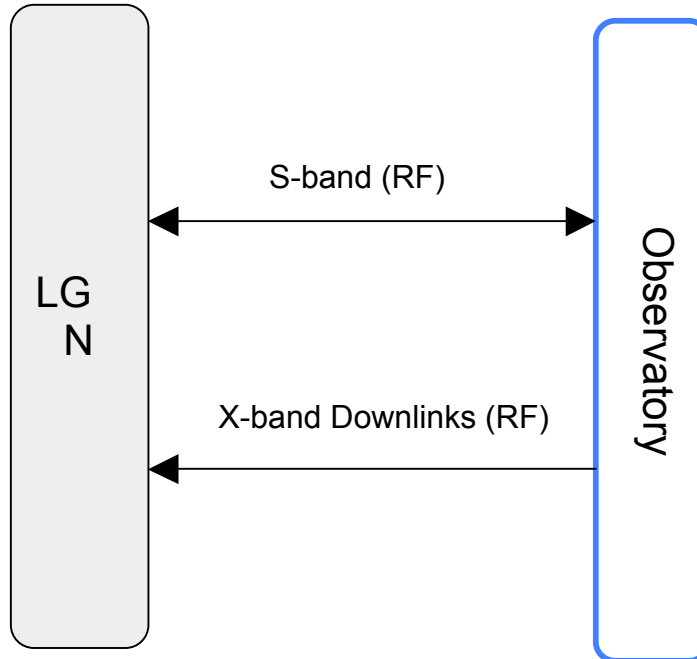 S-band (RF)
LG
N
Observatory
X-band Downlinks (RF)